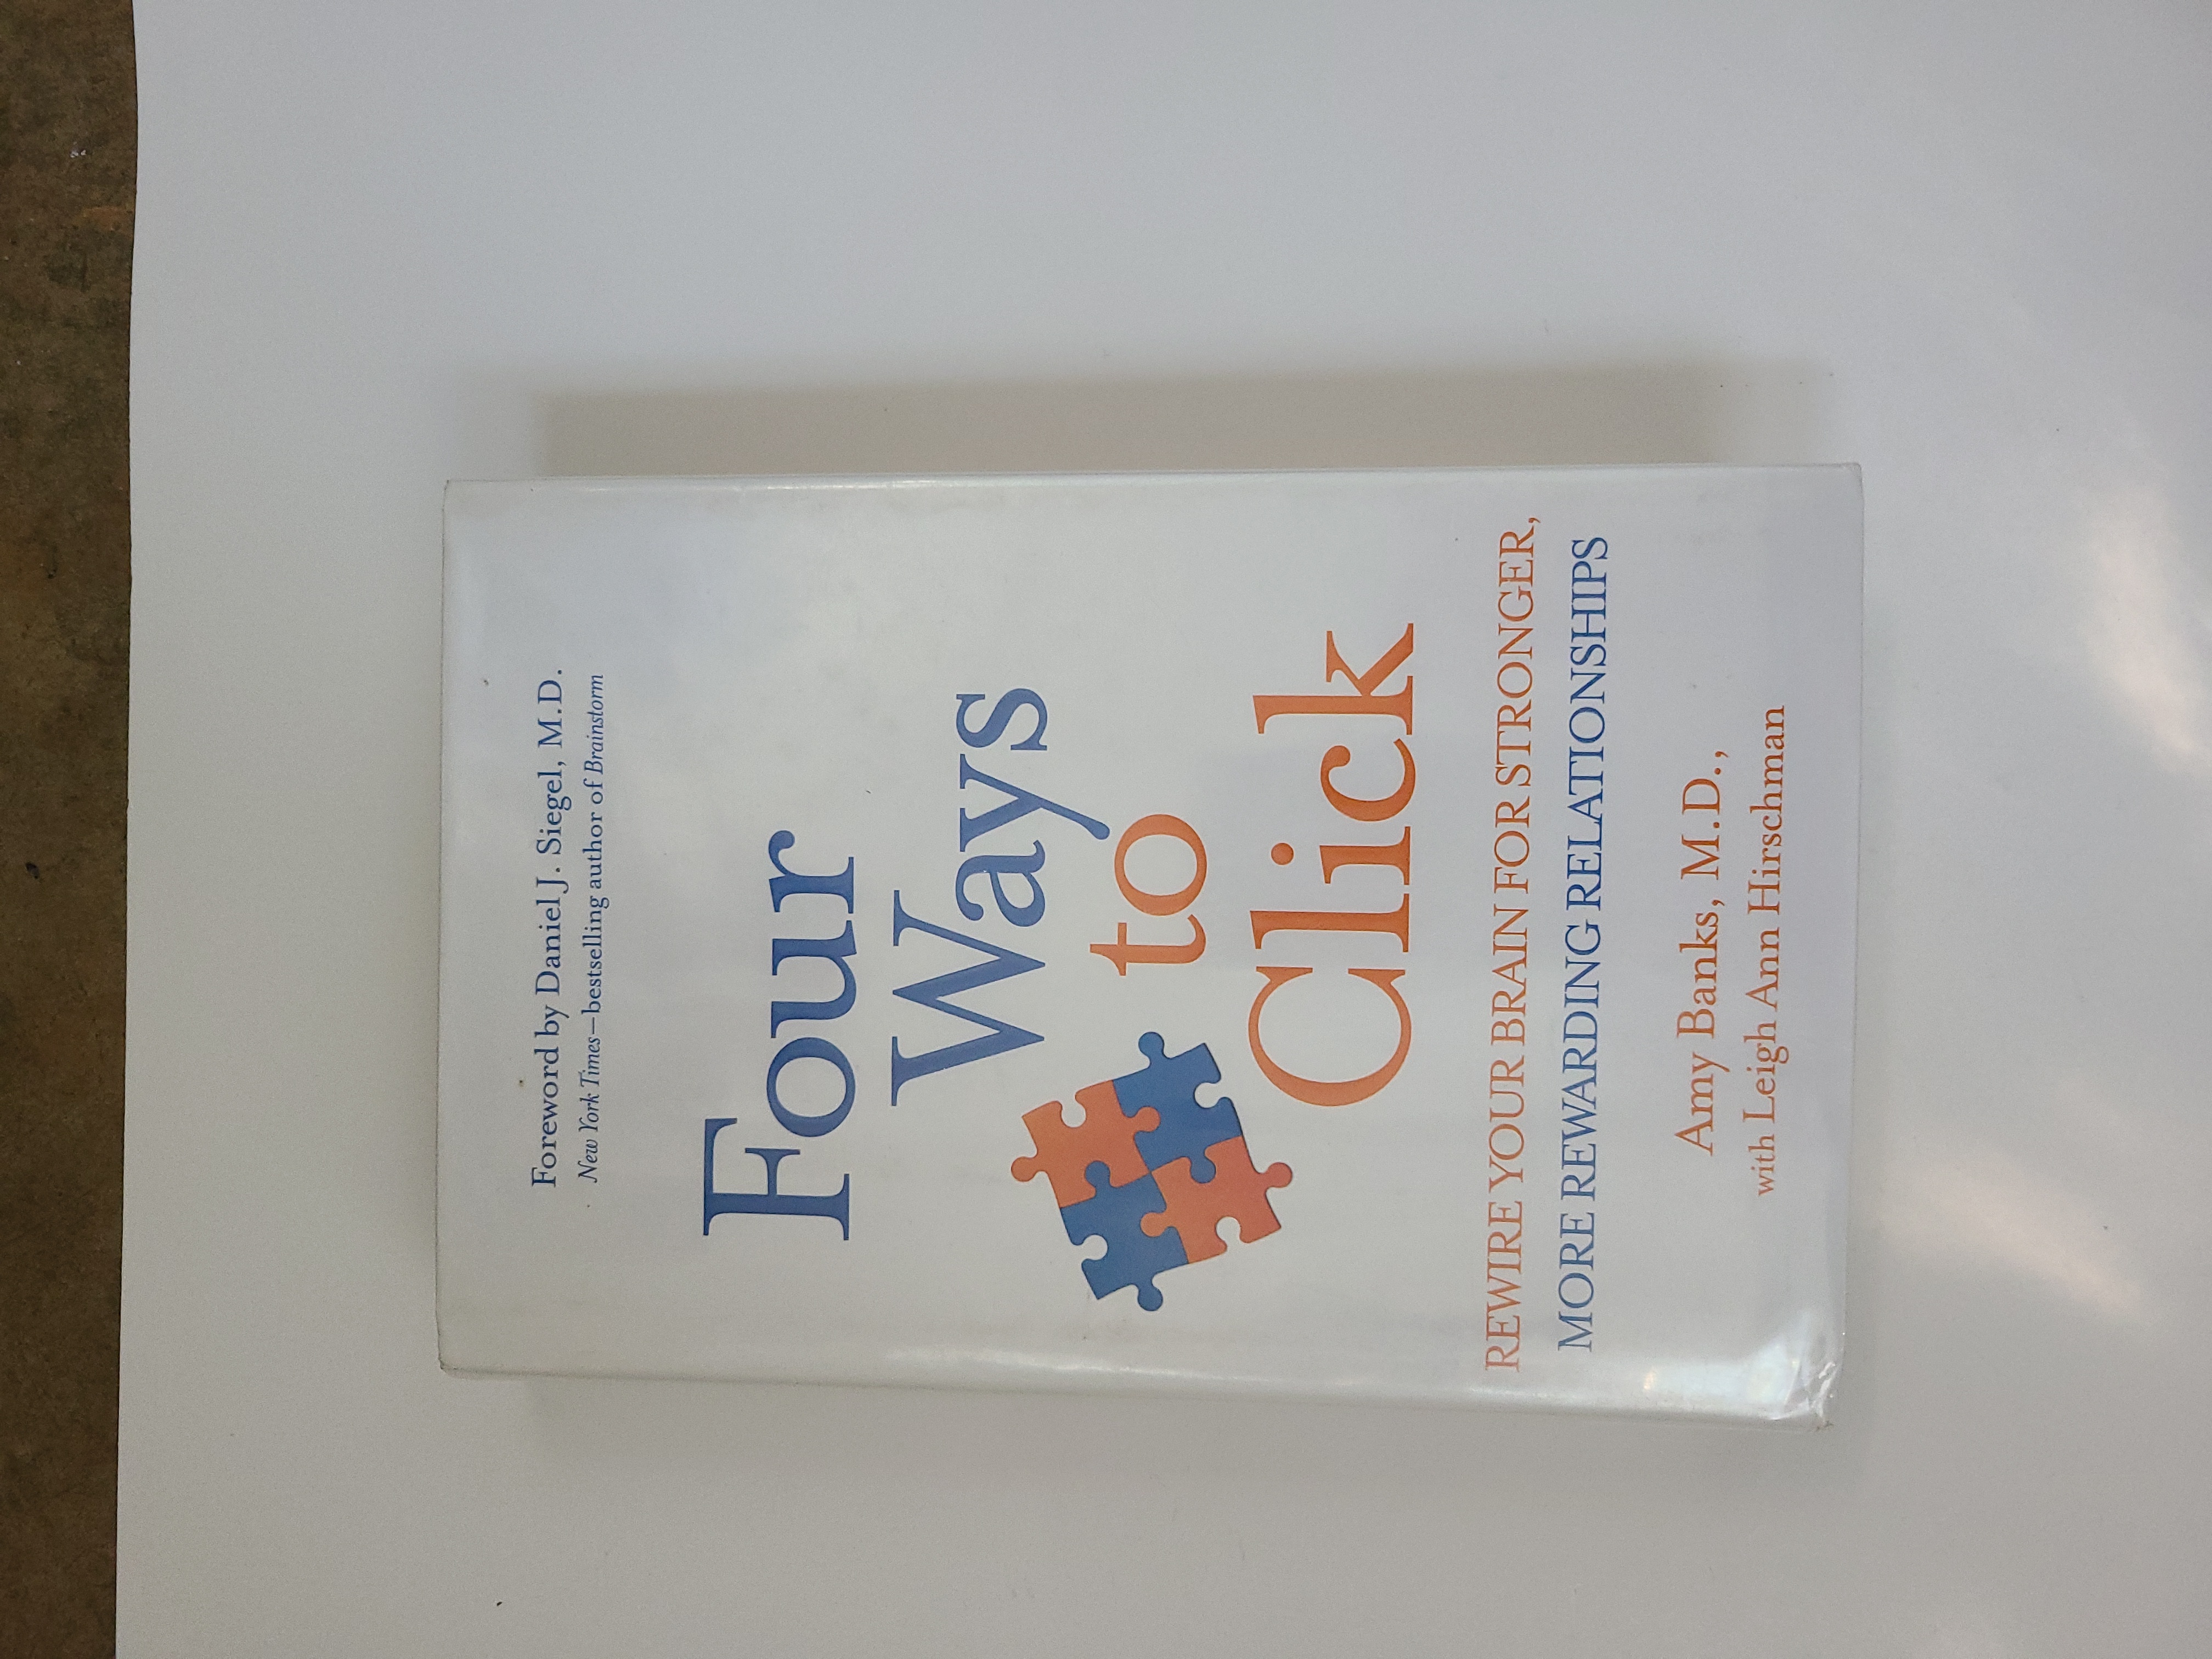 Foreword by Daniel J. Siegel, M.D.
New York Times–bestselling author of Brainstorm
Four
Ways
to
Click
REWIRE YOUR BRAIN FOR STRONGER,
MORE REWARDING RELATIONSHIPS
Amy Banks, M.D.,
with Leigh Ann Hirschman